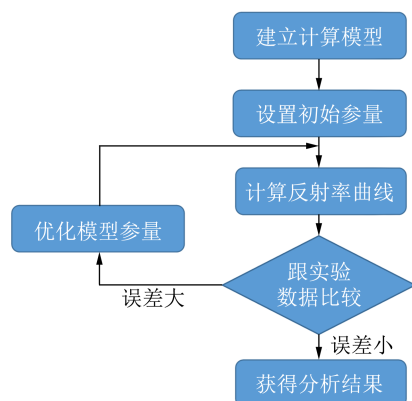 建立计算模型
设置初始参量
计算反射率曲线
优化模型参量
跟实验
数据比较
误差大
误差小
获得分析结果